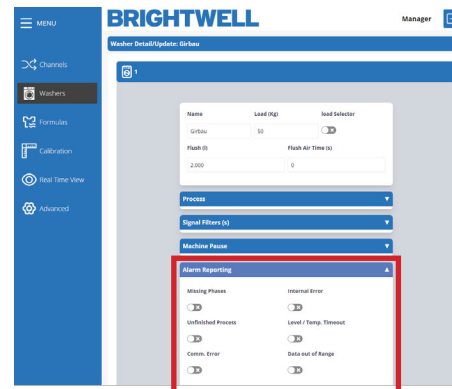 MENU
BRIGHTWELL
Manager
Washer Detail/Update: Girbau
Channels
Washers
Formulas
Calibration
Real Time View
Advanced
1
Name Load (Kg) load Selector
Girbau 50
Flush (l) Flush Air Time (s)
2.000 0
Process
Signal Filters (s)
Machine Pause
Alarm Reporting
Missing Phases Internal Error
Unfinished Process Level / Temp. Timeout
Comm. Error Data out of Range